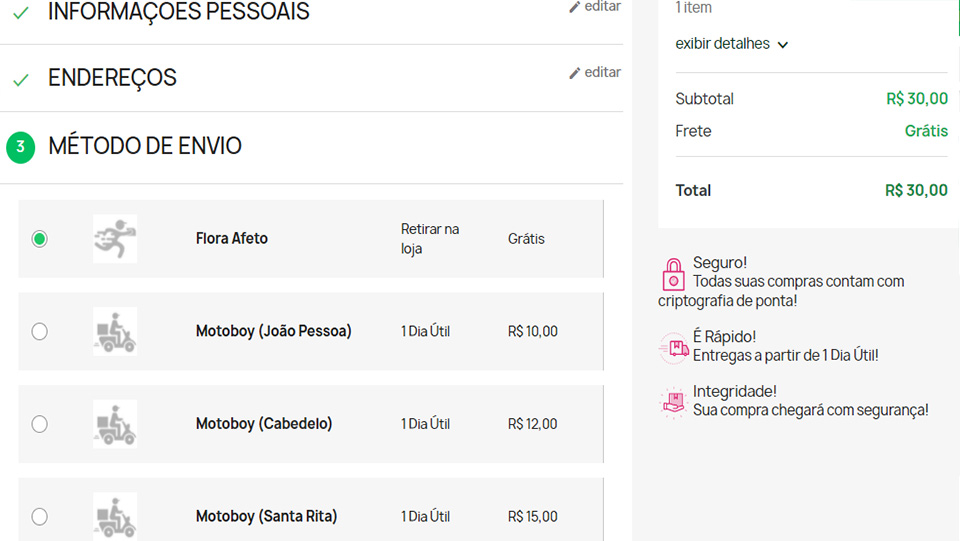 INFORMAÇÕES PESSOAIS
editar
ENDEREÇOS
editar
3
MÉTODO DE ENVIO
Flora Afeto
Retirar na
loja
Grátis
Motoboy (João Pessoa)
1 Dia Útil
R$ 10,00
Motoboy (Cabedelo)
1 Dia Útil
R$ 12,00
Motoboy (Santa Rita)
1 Dia Útil
R$ 15,00
1 item
exibir detalhes
Subtotal
R$ 30,00
Frete
Grátis
Total
R$ 30,00
Seguro!
Todas suas compras contam com
criptografia de ponta!
É Rápido!
Entregas a partir de 1 Dia Útil!
Integridade!
Sua compra chegará com segurança!